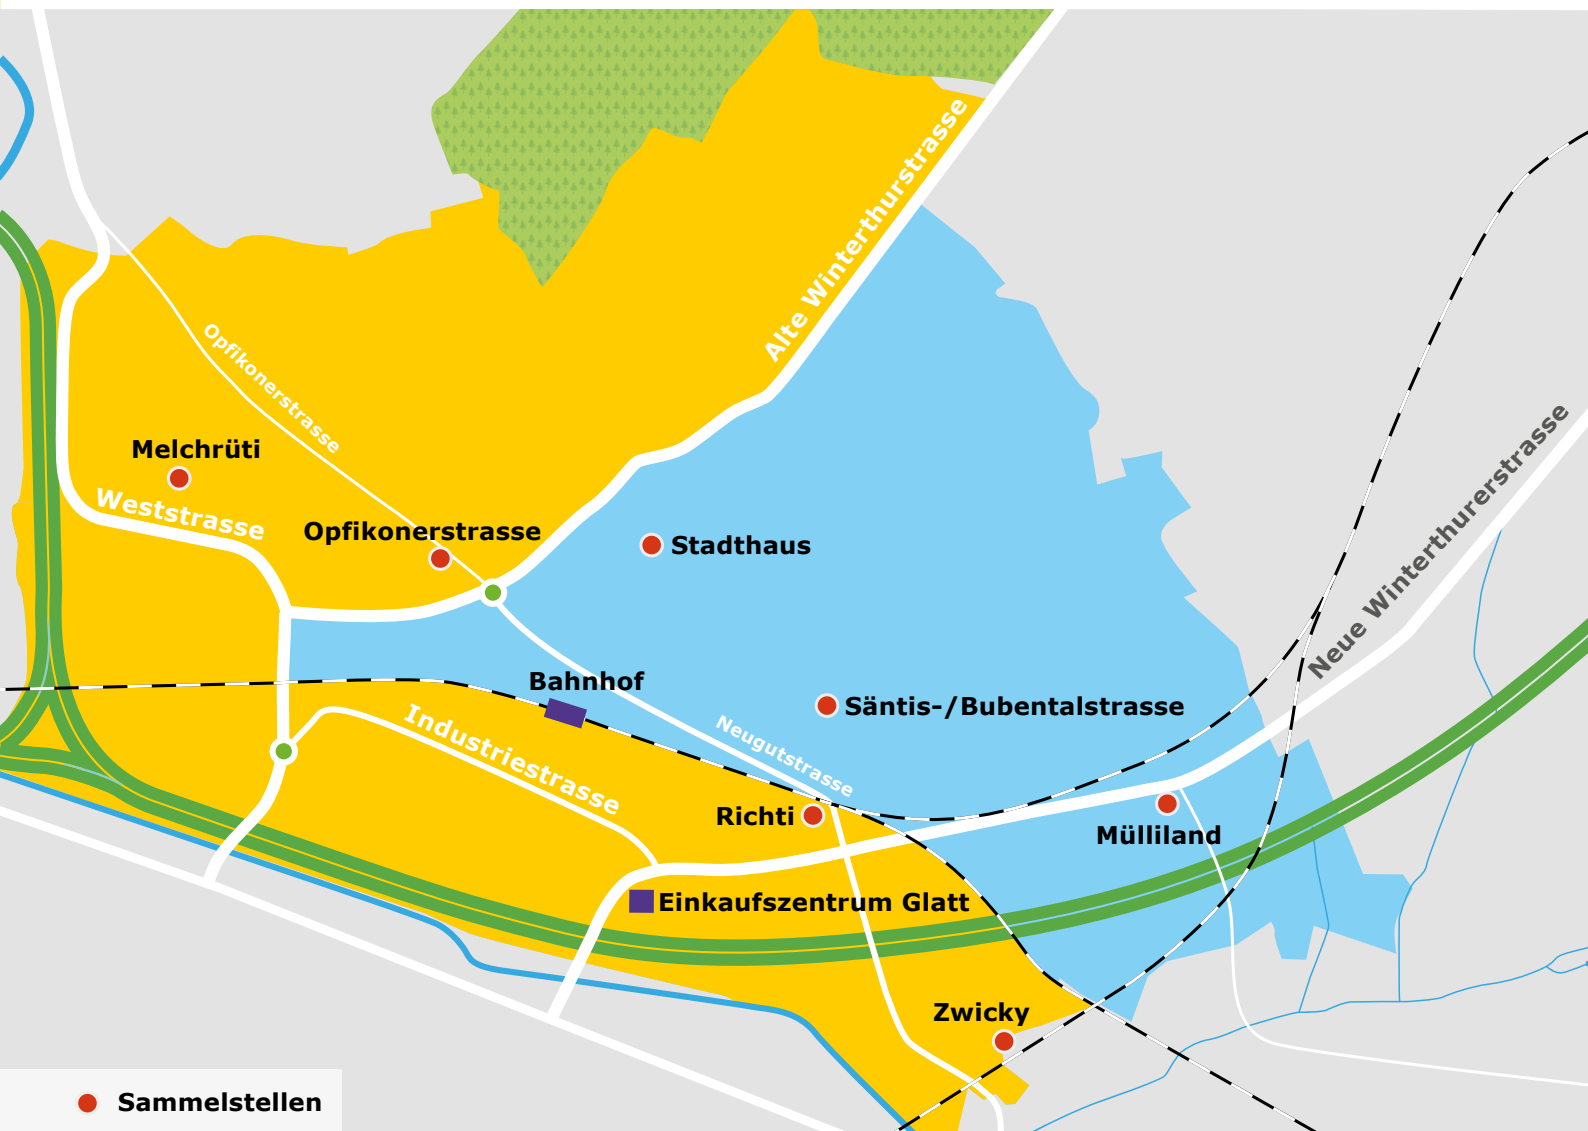 Alte Winterthurstrasse
Opfikonerstrasse
Melchrüti
Weststrasse
Opfikonerstrasse
Stadthaus
Neue Winterthurerstrasse
Bahnhof
Säntis-/Bubentalstrasse
Industriestrasse
Neugutstrasse
Richti
Mülliland
Einkaufszentrum Glatt
Zwicky
Sammelstellen